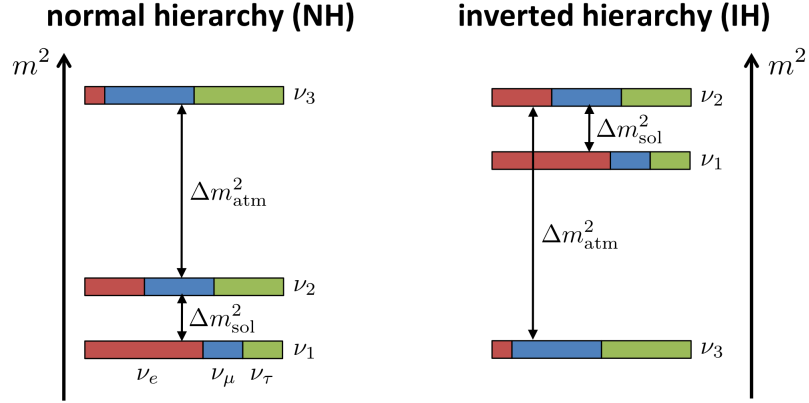 normal hierarchy (NH)
m²
ν₃
Δm²atm
ν₂
Δm²sol
ν₁
νe νμ ντ
inverted hierarchy (IH)
m²
ν₂
Δm²sol
ν₁
Δm²atm
ν₃